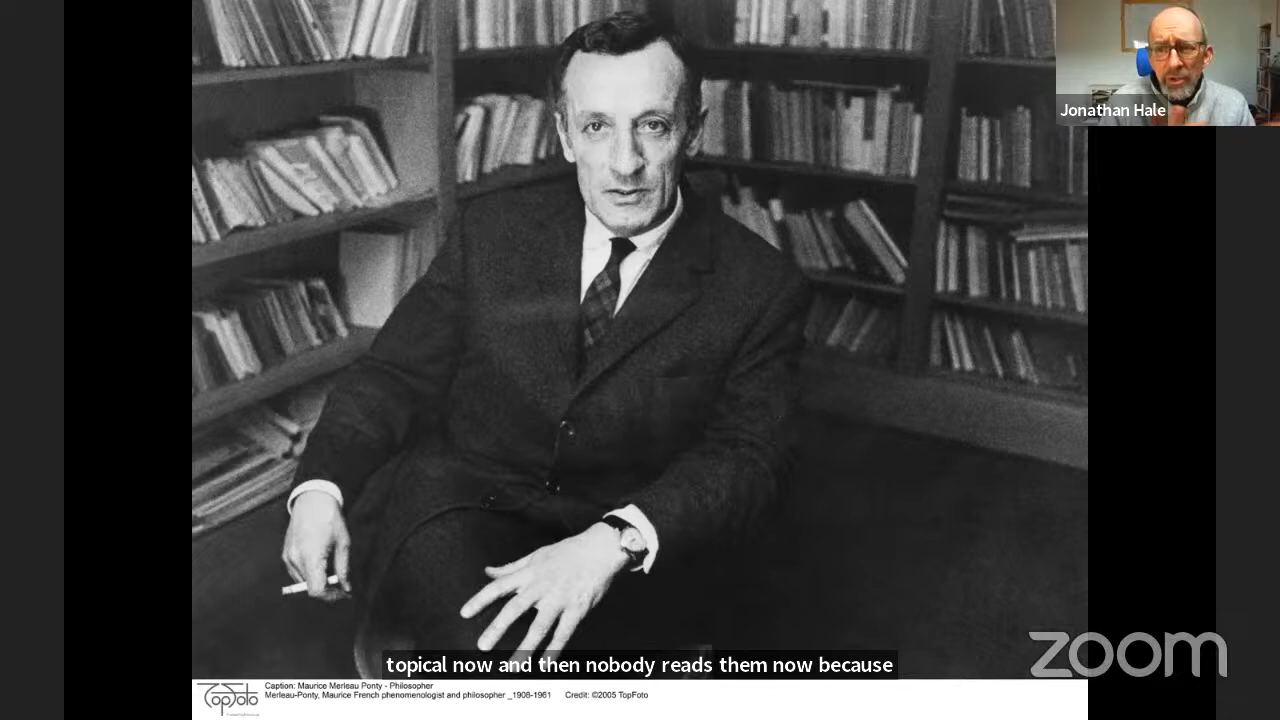 Jonathan Hale
topical now and then nobody reads them now because
zoom
TopFoto
Caption: Maurice Merleau Ponty - Philosopher
Merleau-Ponty, Maurice French phenomenologist and philosopher _1908-1961 Credit: ©2005 TopFoto